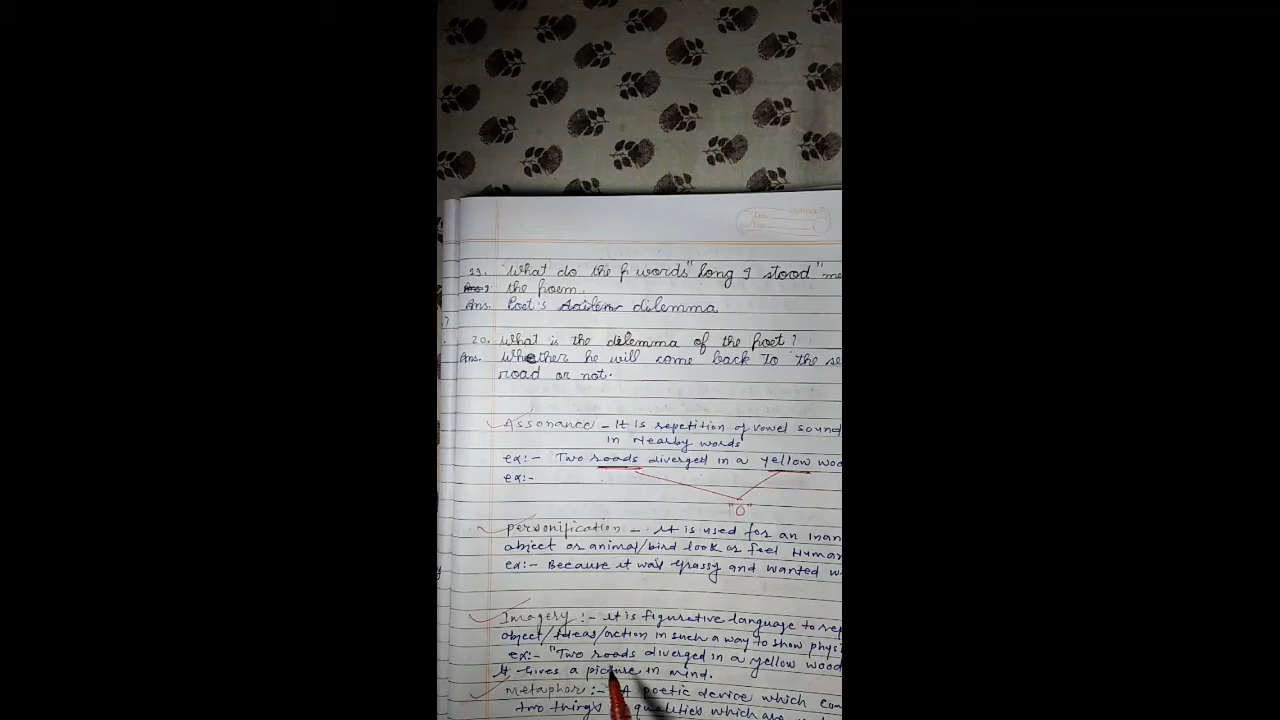 19. What do the words "long I stood" me
the poem.
Ans. Poet's dilemma
20. What is the dilemma of the poet?
Ans. Whether he will come back to the se
road or not.
Assonance - It is repetition of vowel sound
in Nearby words
ex:- Two roads diverged in a yellow woo
ex:-
"O"
Personification - It is used for an Inan
object or animal/bird look or feel Human
ex:- Because it was grassy and wanted w
Imagery :- It is figurative language to rep
object/Ideas/action in such a way to show physi
ex:- "Two roads diverged in a yellow wood
It Gives a picture in mind.
Metaphor :- A poetic device which com
two things qualities which are